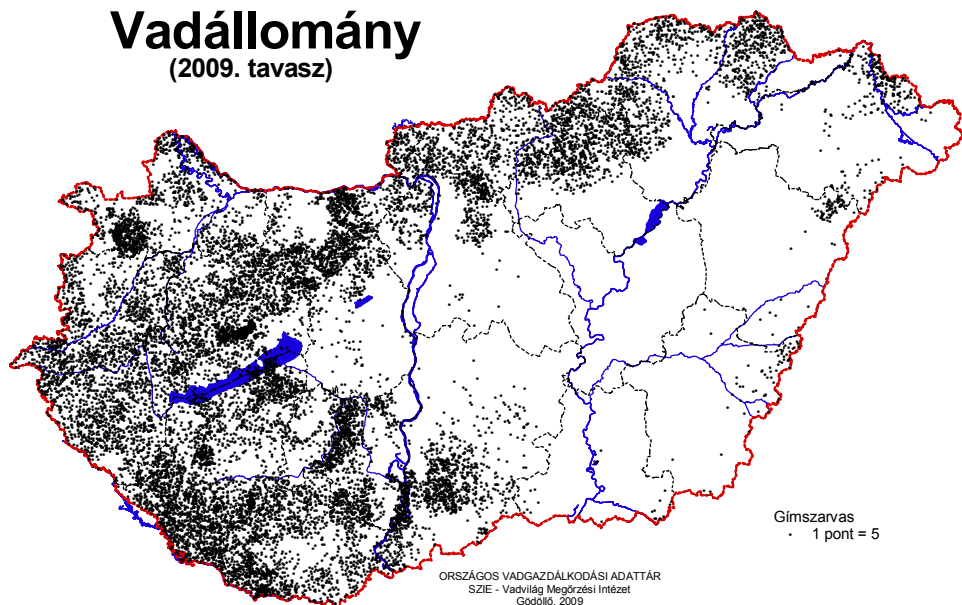 Vadállomány
(2009. tavasz)
Gímszarvas
1 pont = 5
ORSZÁGOS VADGAZDÁLKODÁSI ADATTÁR
SZIE - Vadvilág Megőrzési Intézet
Gödöllő, 2009